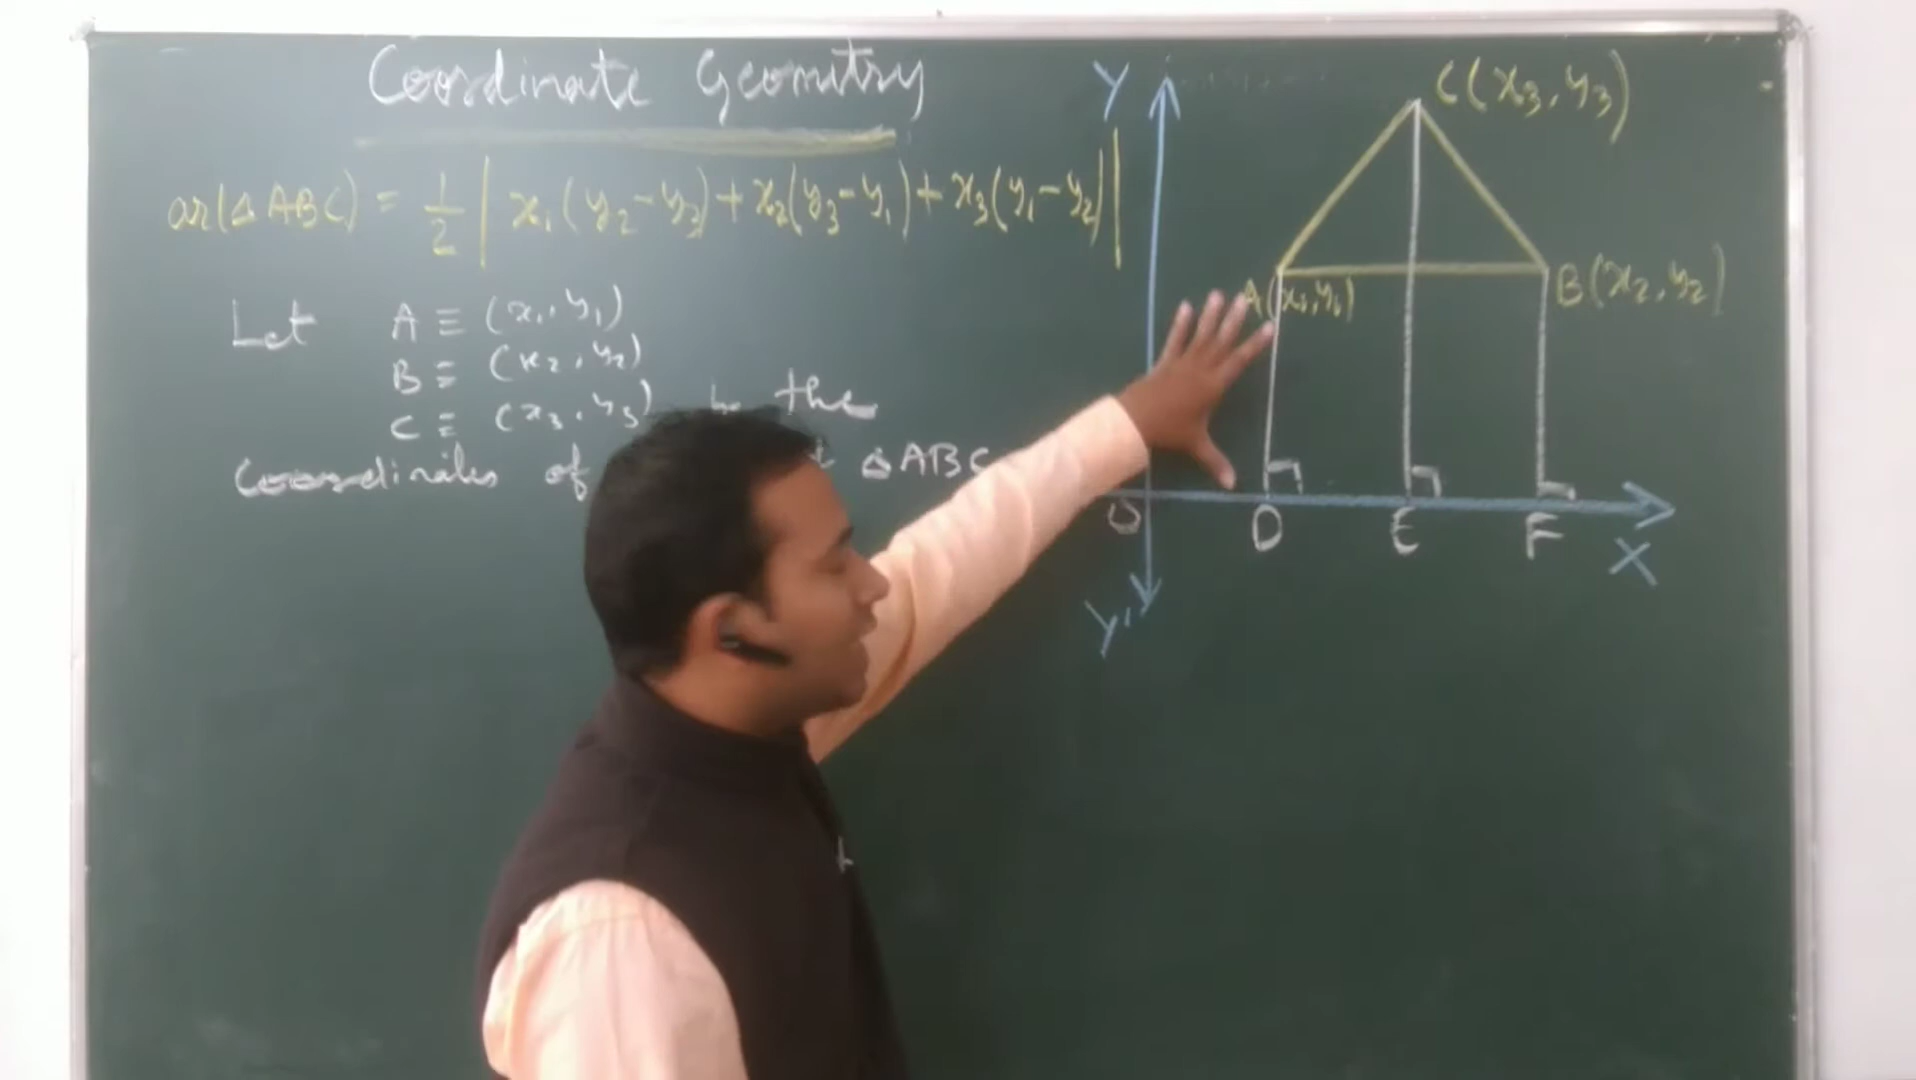 Coordinate Geometry
ar(△ABC) = 1/2 | x₁(y₂-y₃)+x₂(y₃-y₁)+x₃(y₁-y₂) |
Let A ≡ (x₁, y₁)
B ≡ (x₂, y₂)
C ≡ (x₃, y₃) the
Coordinates of △ABC
Y
C(x₃, y₃)
A(x₁, y₁)
B(x₂, y₂)
O D E F
X
Y'